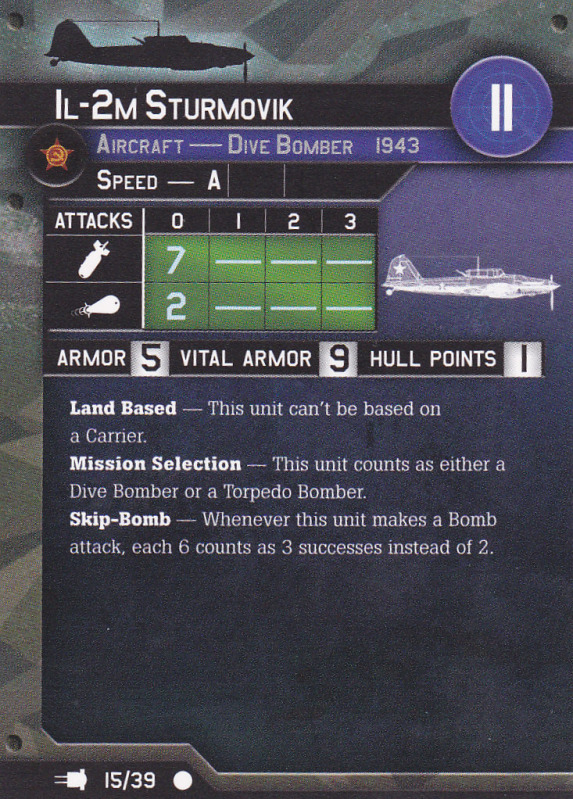 IL-2M STURMOVIK
11
AIRCRAFT — DIVE BOMBER 1943
SPEED — A
ATTACKS 0 1 2 3
7 — — —
2 — — —
ARMOR 5 VITAL ARMOR 9 HULL POINTS 1
Land Based — This unit can't be based on
a Carrier.
Mission Selection — This unit counts as either a
Dive Bomber or a Torpedo Bomber.
Skip-Bomb — Whenever this unit makes a Bomb
attack, each 6 counts as 3 successes instead of 2.
15/39